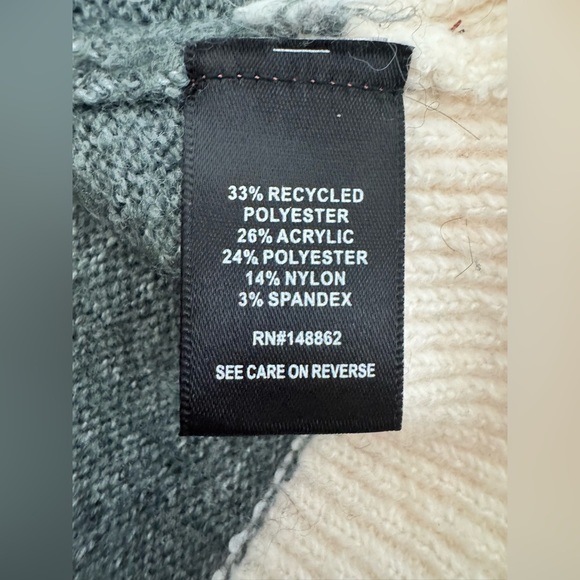 33% RECYCLED
POLYESTER
26% ACRYLIC
24% POLYESTER
14% NYLON
3% SPANDEX
RN#148862
SEE CARE ON REVERSE